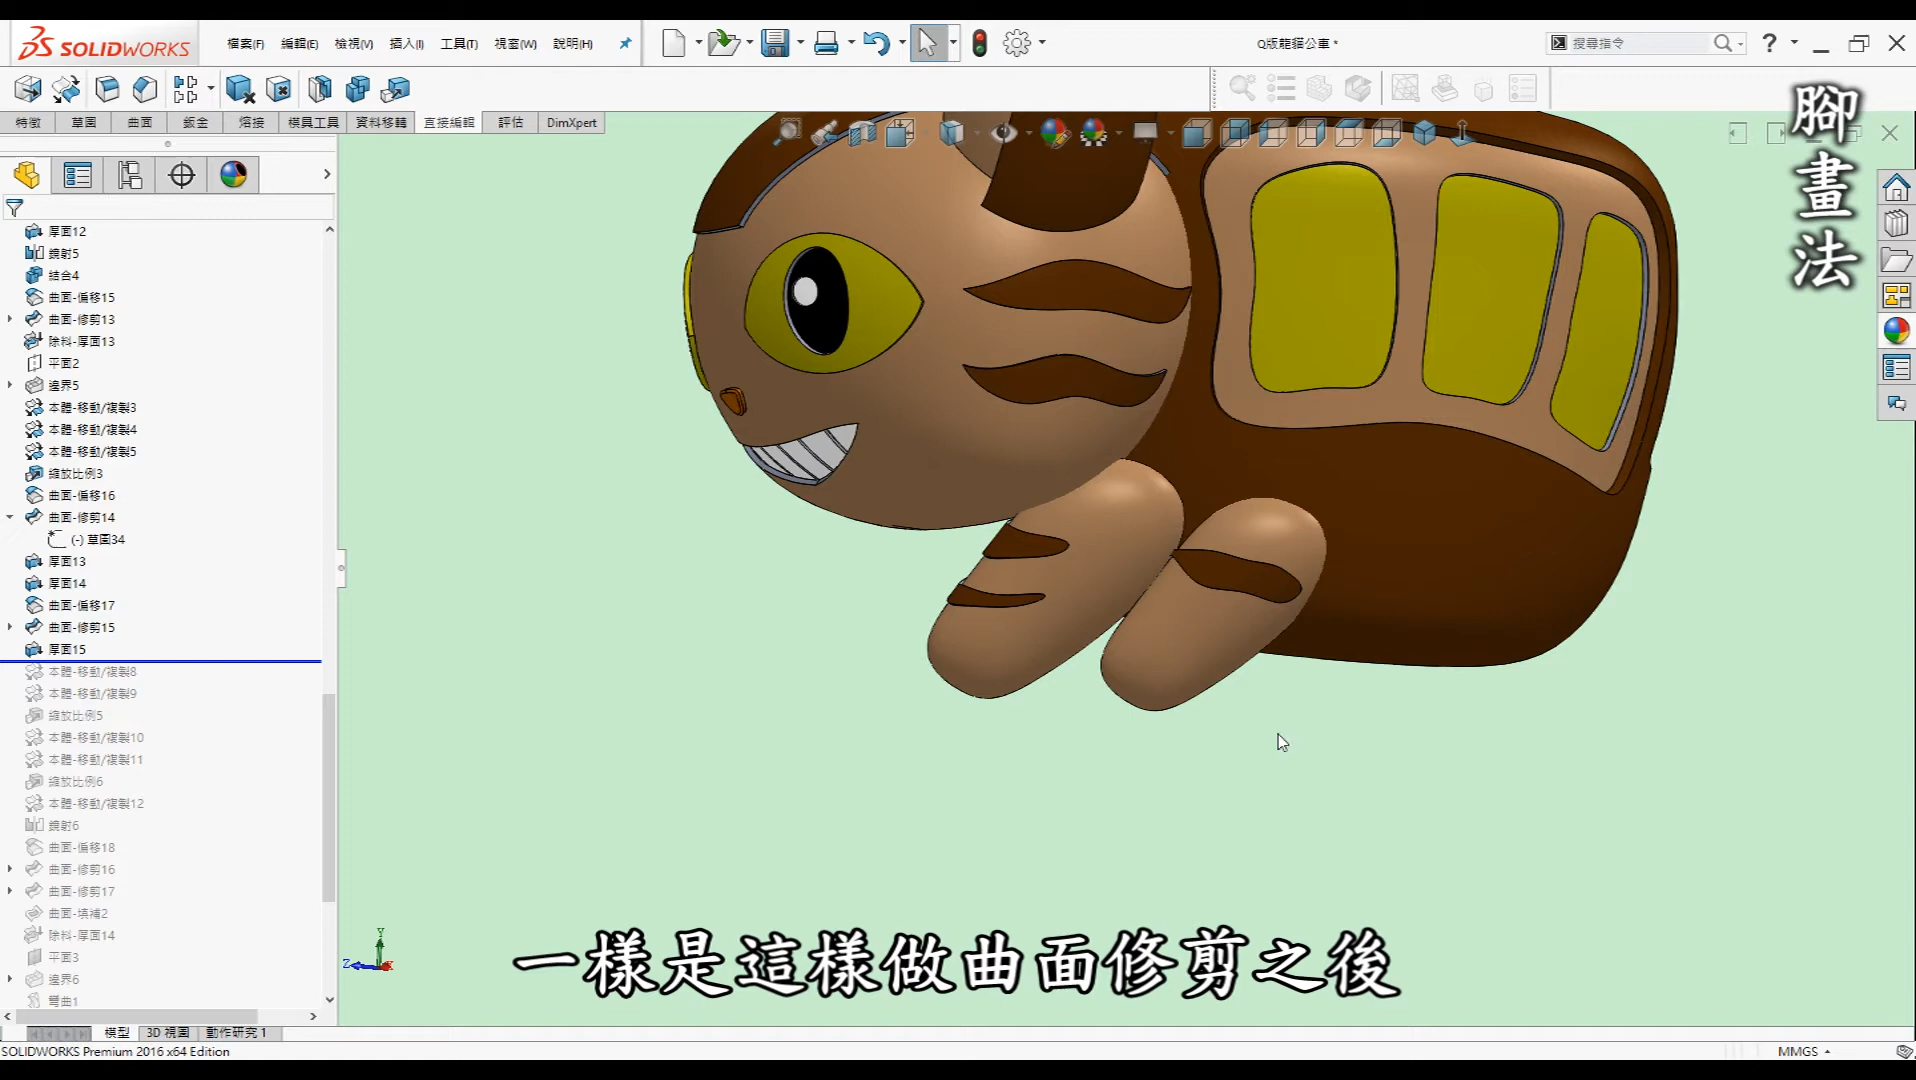 SOLIDWORKS
檔案(F) 編輯(E) 檢視(V) 插入(I) 工具(T) 視窗(W) 說明(H)
Q版龍貓公車 *
搜尋指令
特徵 草圖 曲面 鈑金 熔接 模具工具 資料移轉 直接編輯 評估 DimXpert
腳畫法
厚面12
鏡射5
結合4
曲面-偏移15
曲面-修剪13
除料-厚面13
平面2
邊界5
本體-移動/複製3
本體-移動/複製4
本體-移動/複製5
縮放比例3
曲面-偏移16
曲面-修剪14
(-) 草圖34
厚面13
厚面14
曲面-偏移17
曲面-修剪15
厚面15
本體-移動/複製8
本體-移動/複製9
縮放比例5
本體-移動/複製10
本體-移動/複製11
縮放比例6
本體-移動/複製12
鏡射6
曲面-偏移18
曲面-修剪16
曲面-修剪17
曲面-填補2
除料-厚面14
平面3
邊界6
彎曲1
Y
Z
X
一樣是這樣做曲面修剪之後
模型 3D 視圖 動作研究 1
SOLIDWORKS Premium 2016 x64 Edition
MMGS